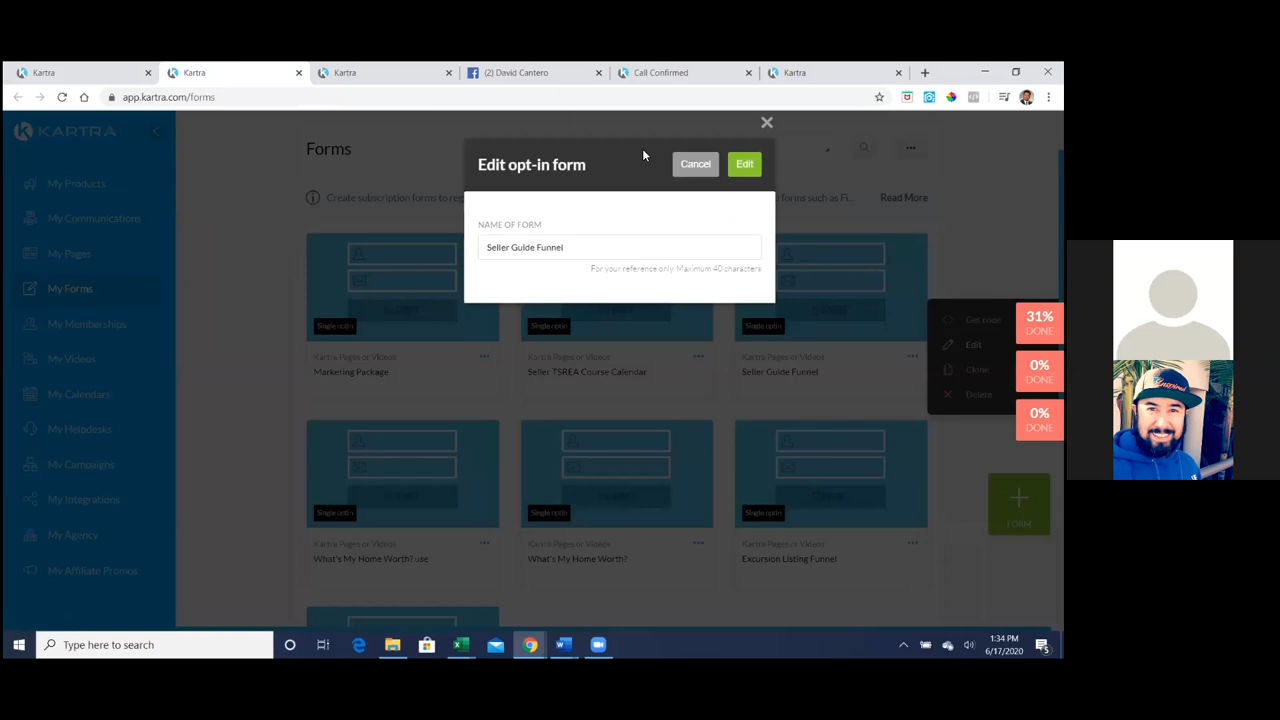 Kartra
Kartra
Kartra
(2) David Cantero
Call Confirmed
Kartra
app.kartra.com/forms
KARTRA
My Products
My Communications
My Pages
My Forms
My Memberships
My Videos
My Calendars
My Helpdesks
My Campaigns
My Integrations
My Agency
My Affiliate Promos
Forms
Create subscription forms to reg
forms such as Fi...
Read More
Edit opt-in form
Cancel
Edit
NAME OF FORM
Seller Guide Funnel
For your reference only. Maximum 40 characters
Single optin
Single optin
Single optin
Kartra Pages or Videos
Kartra Pages or Videos
Kartra Pages or Videos
Marketing Package
Seller TSREA Course Calendar
Seller Guide Funnel
Get code
Edit
Clone
Delete
31%
DONE
0%
DONE
0%
DONE
Single optin
Single optin
Single optin
Kartra Pages or Videos
Kartra Pages or Videos
Kartra Pages or Videos
What's My Home Worth? use
What's My Home Worth?
Excursion Listing Funnel
FORM
Type here to search
1:34 PM
6/17/2020
5
Inspired